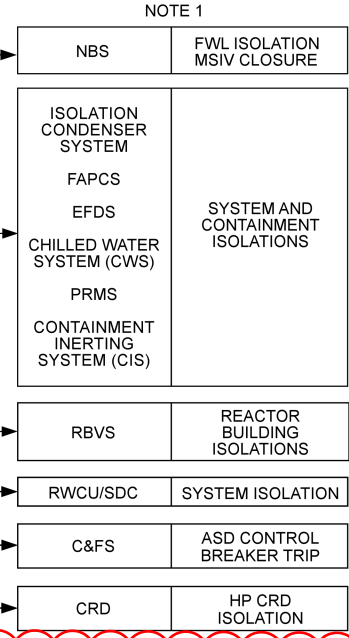 NOTE 1
NBS
FWL ISOLATION
MSIV CLOSURE
ISOLATION
CONDENSER
SYSTEM
FAPCS
EFDS
CHILLED WATER
SYSTEM (CWS)
PRMS
CONTAINMENT
INERTING
SYSTEM (CIS)
SYSTEM AND
CONTAINMENT
ISOLATIONS
RBVS
REACTOR
BUILDING
ISOLATIONS
RWCU/SDC
SYSTEM ISOLATION
C&FS
ASD CONTROL
BREAKER TRIP
CRD
HP CRD
ISOLATION